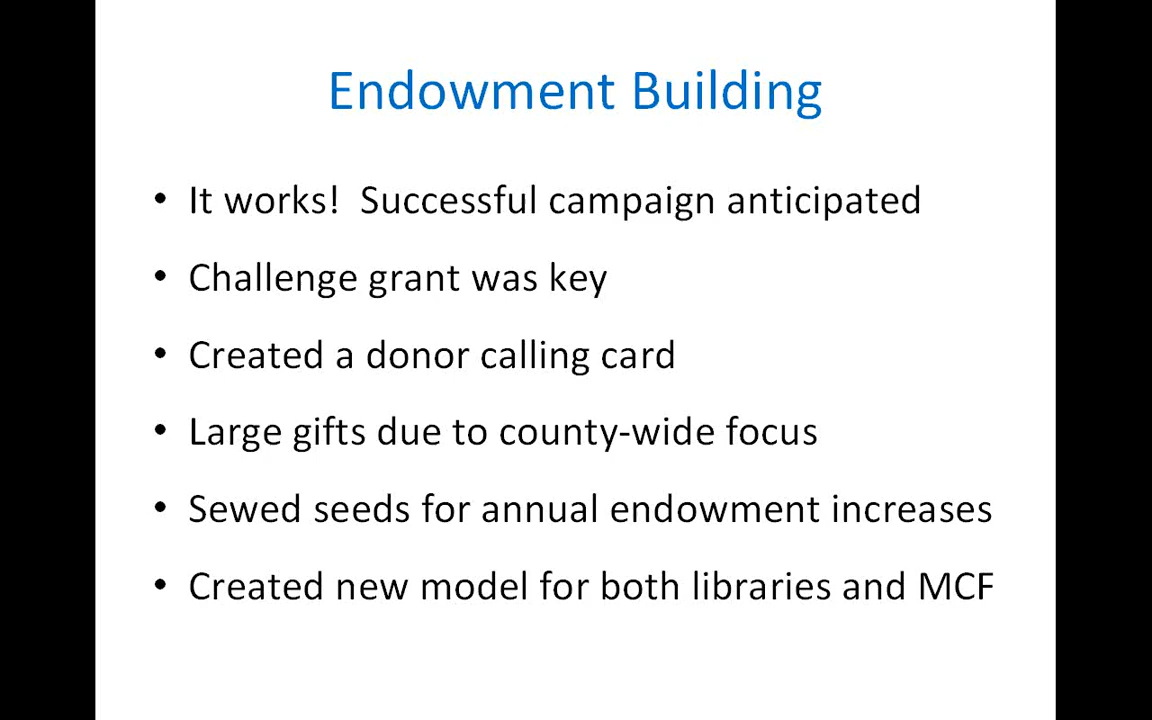 Endowment Building
• It works!  Successful campaign anticipated
• Challenge grant was key
• Created a donor calling card
• Large gifts due to county-wide focus
• Sewed seeds for annual endowment increases
• Created new model for both libraries and MCF